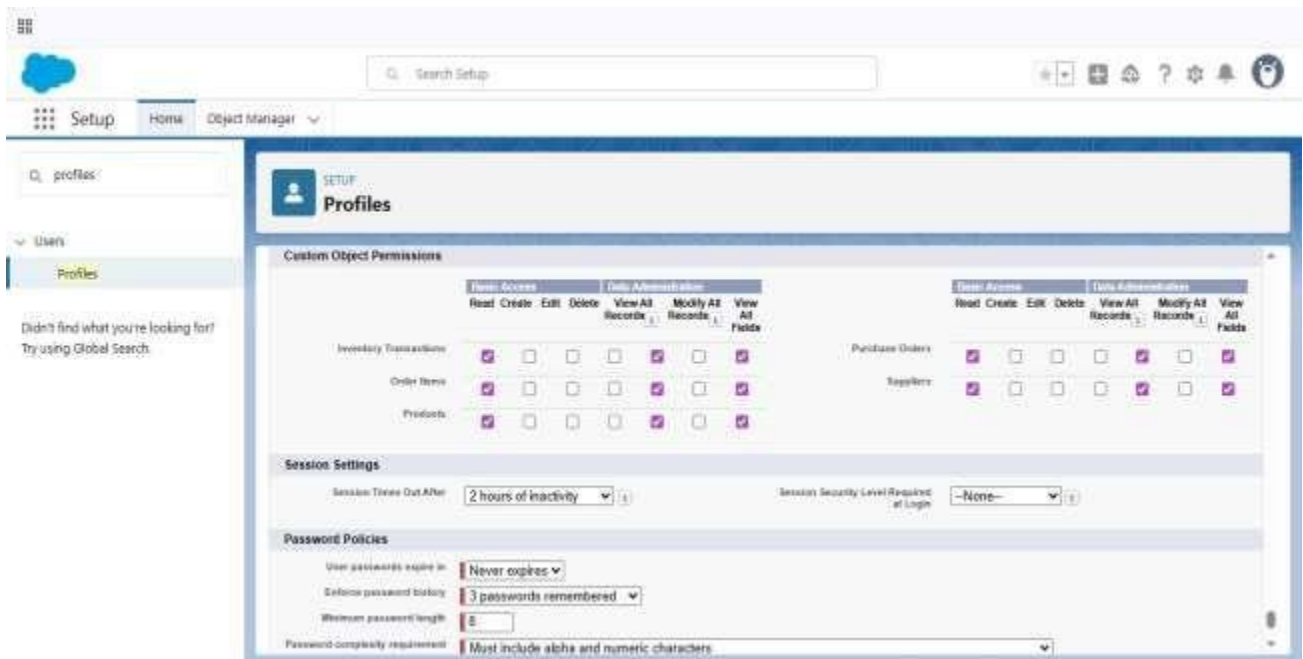 Search Setup
Setup
Home
Object Manager
profiles
Users
Profiles
Didn't find what you're looking for?
Try using Global Search.
SETUP
Profiles
Custom Object Permissions
Basic Access Data Administration Basic Access Data Administration
Read Create Edit Delete View All Records Modify All Records View All Fields Read Create Edit Delete View All Records Modify All Records View All Fields
Inventory Transactions Purchase Orders
Order Items Suppliers
Products
Session Settings
Session Times Out After 2 hours of inactivity Session Security Level Required at Login --None--
Password Policies
User passwords expire in Never expires
Enforce password history 3 passwords remembered
Minimum password length 8
Password complexity requirement Must include alpha and numeric characters